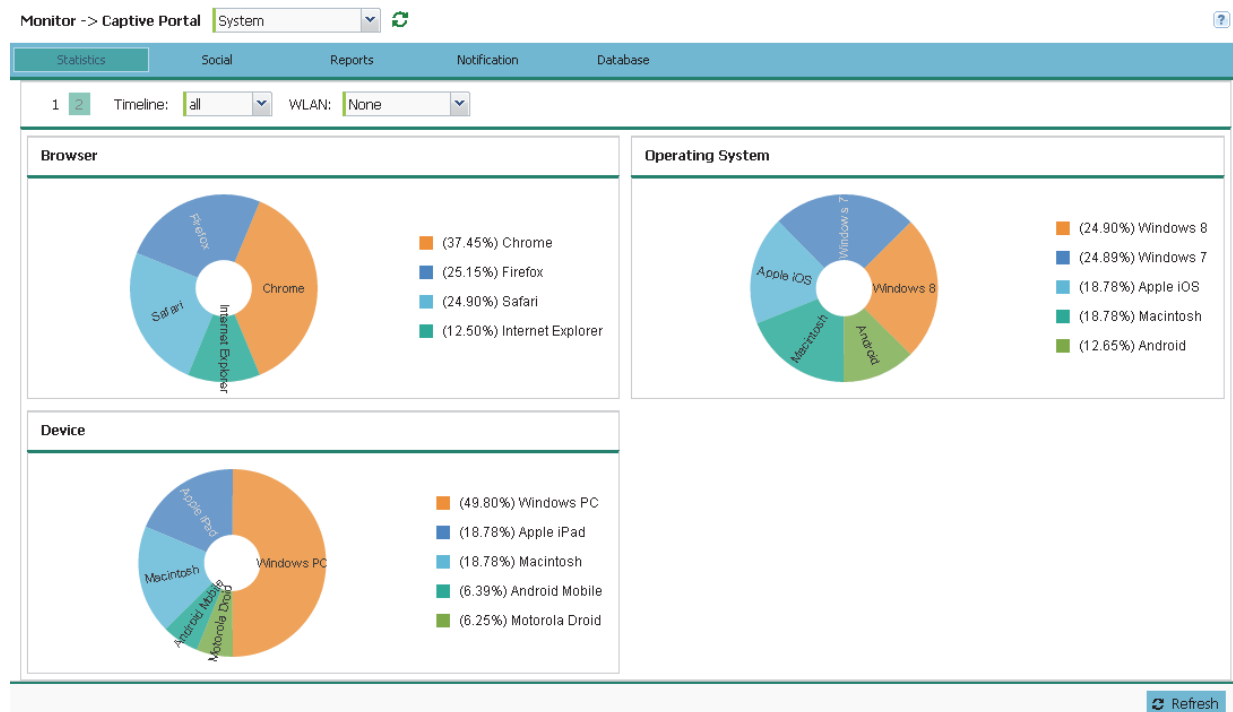 Monitor -> Captive Portal System ?
Statistics Social Reports Notification Database
1 2 Timeline: all WLAN: None
Browser
Firefox
Chrome
Safari
Internet Explorer
(37.45%) Chrome
(25.15%) Firefox
(24.90%) Safari
(12.50%) Internet Explorer
Operating System
Windows 7
Apple iOS
Windows 8
Macintosh
Android
(24.90%) Windows 8
(24.89%) Windows 7
(18.78%) Apple iOS
(18.78%) Macintosh
(12.65%) Android
Device
Apple iPad
Windows PC
Macintosh
Android Mobile
Motorola Droid
(49.80%) Windows PC
(18.78%) Apple iPad
(18.78%) Macintosh
(6.39%) Android Mobile
(6.25%) Motorola Droid
Refresh